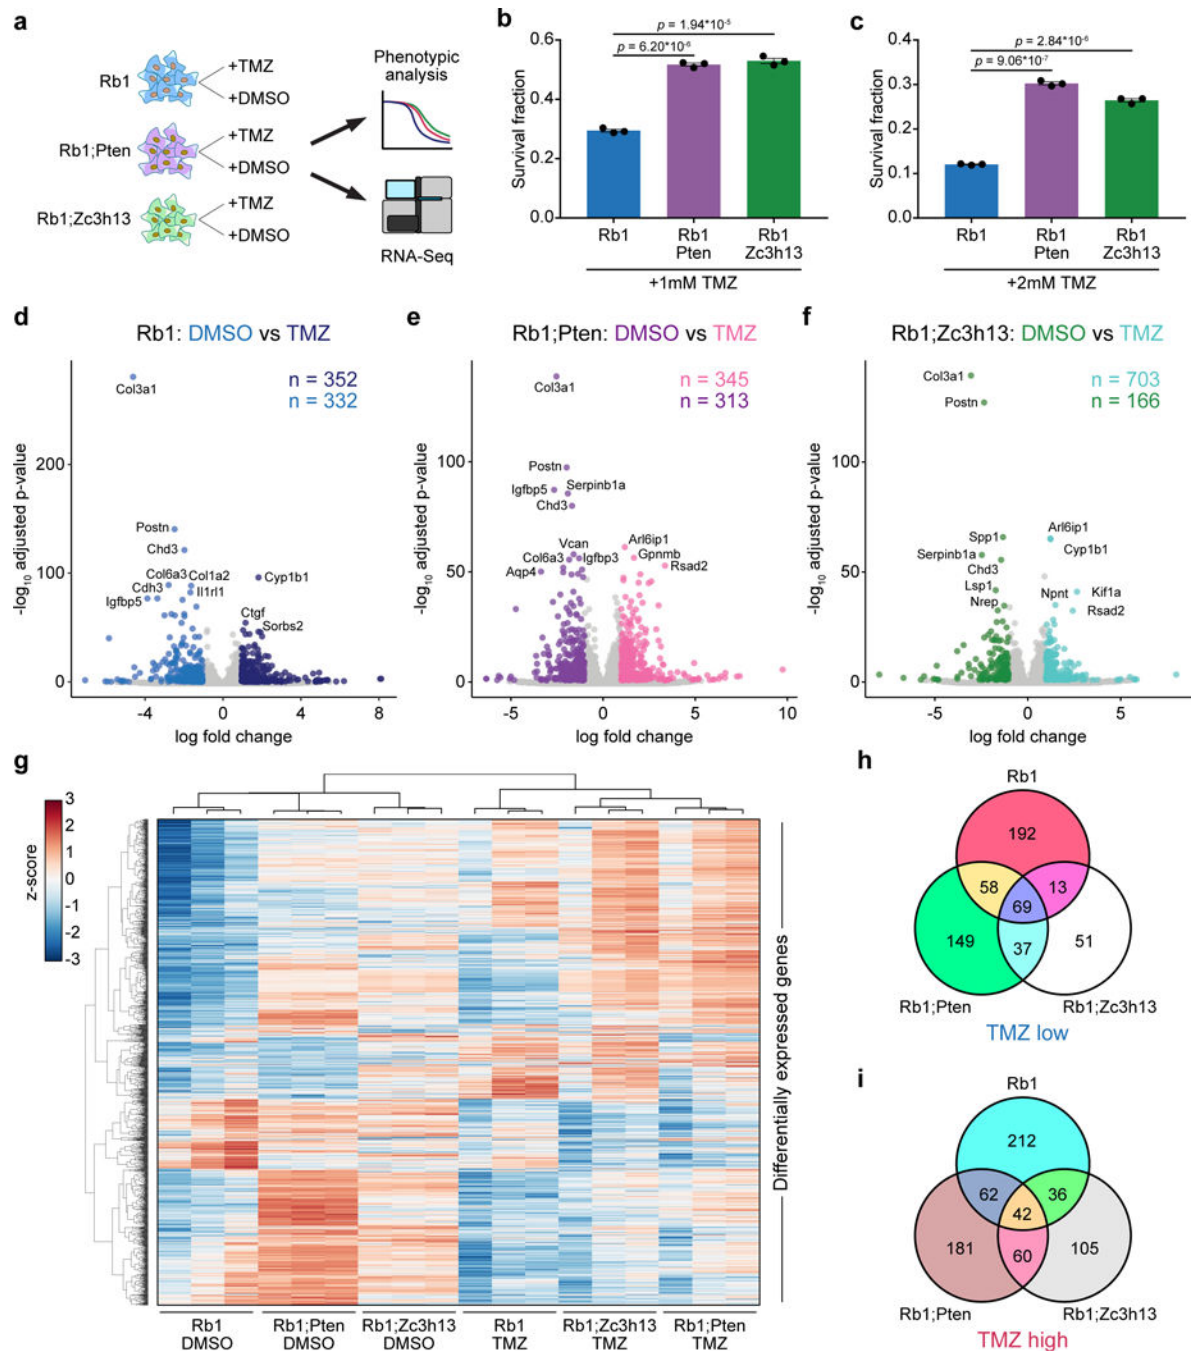 a
Rb1
+TMZ
+DMSO
Rb1;Pten
+TMZ
+DMSO
Rb1;Zc3h13
+TMZ
+DMSO
Phenotypic
analysis
RNA-Seq
b
Survival fraction
0.6
0.4
0.2
0.0
p = 1.94*10-5
p = 6.20*10-6
Rb1
Rb1
Pten
Rb1
Zc3h13
+1mM TMZ
c
Survival fraction
0.4
0.3
0.2
0.1
0.0
p = 2.84*10-6
p = 9.06*10-7
Rb1
Rb1
Pten
Rb1
Zc3h13
+2mM TMZ
d
Rb1: DMSO vs TMZ
n = 352
n = 332
-log10 adjusted p-value
200
100
0
Col3a1
Postn
Chd3
Col6a3
Col1a2
Cdh3
Il1rl1
Igfbp5
Cyp1b1
Ctgf
Sorbs2
-4
0
4
8
log fold change
e
Rb1;Pten: DMSO vs TMZ
n = 345
n = 313
-log10 adjusted p-value
100
50
0
Col3a1
Postn
Igfbp5
Serpinb1a
Chd3
Vcan
Col6a3
Igfbp3
Aqp4
Arl6ip1
Gpnmb
Rsad2
-5
0
5
10
log fold change
f
Rb1;Zc3h13: DMSO vs TMZ
n = 703
n = 166
-log10 adjusted p-value
100
50
0
Col3a1
Postn
Spp1
Serpinb1a
Chd3
Lsp1
Nrep
Arl6ip1
Cyp1b1
Npnt
Kif1a
Rsad2
-5
0
5
log fold change
g
z-score
3
2
1
0
-1
-2
-3
Differentially expressed genes
Rb1
DMSO
Rb1;Pten
DMSO
Rb1;Zc3h13
DMSO
Rb1
TMZ
Rb1;Zc3h13
TMZ
Rb1;Pten
TMZ
h
Rb1
192
58
13
69
149
37
51
Rb1;Pten
Rb1;Zc3h13
TMZ low
i
Rb1
212
62
36
42
181
60
105
Rb1;Pten
Rb1;Zc3h13
TMZ high